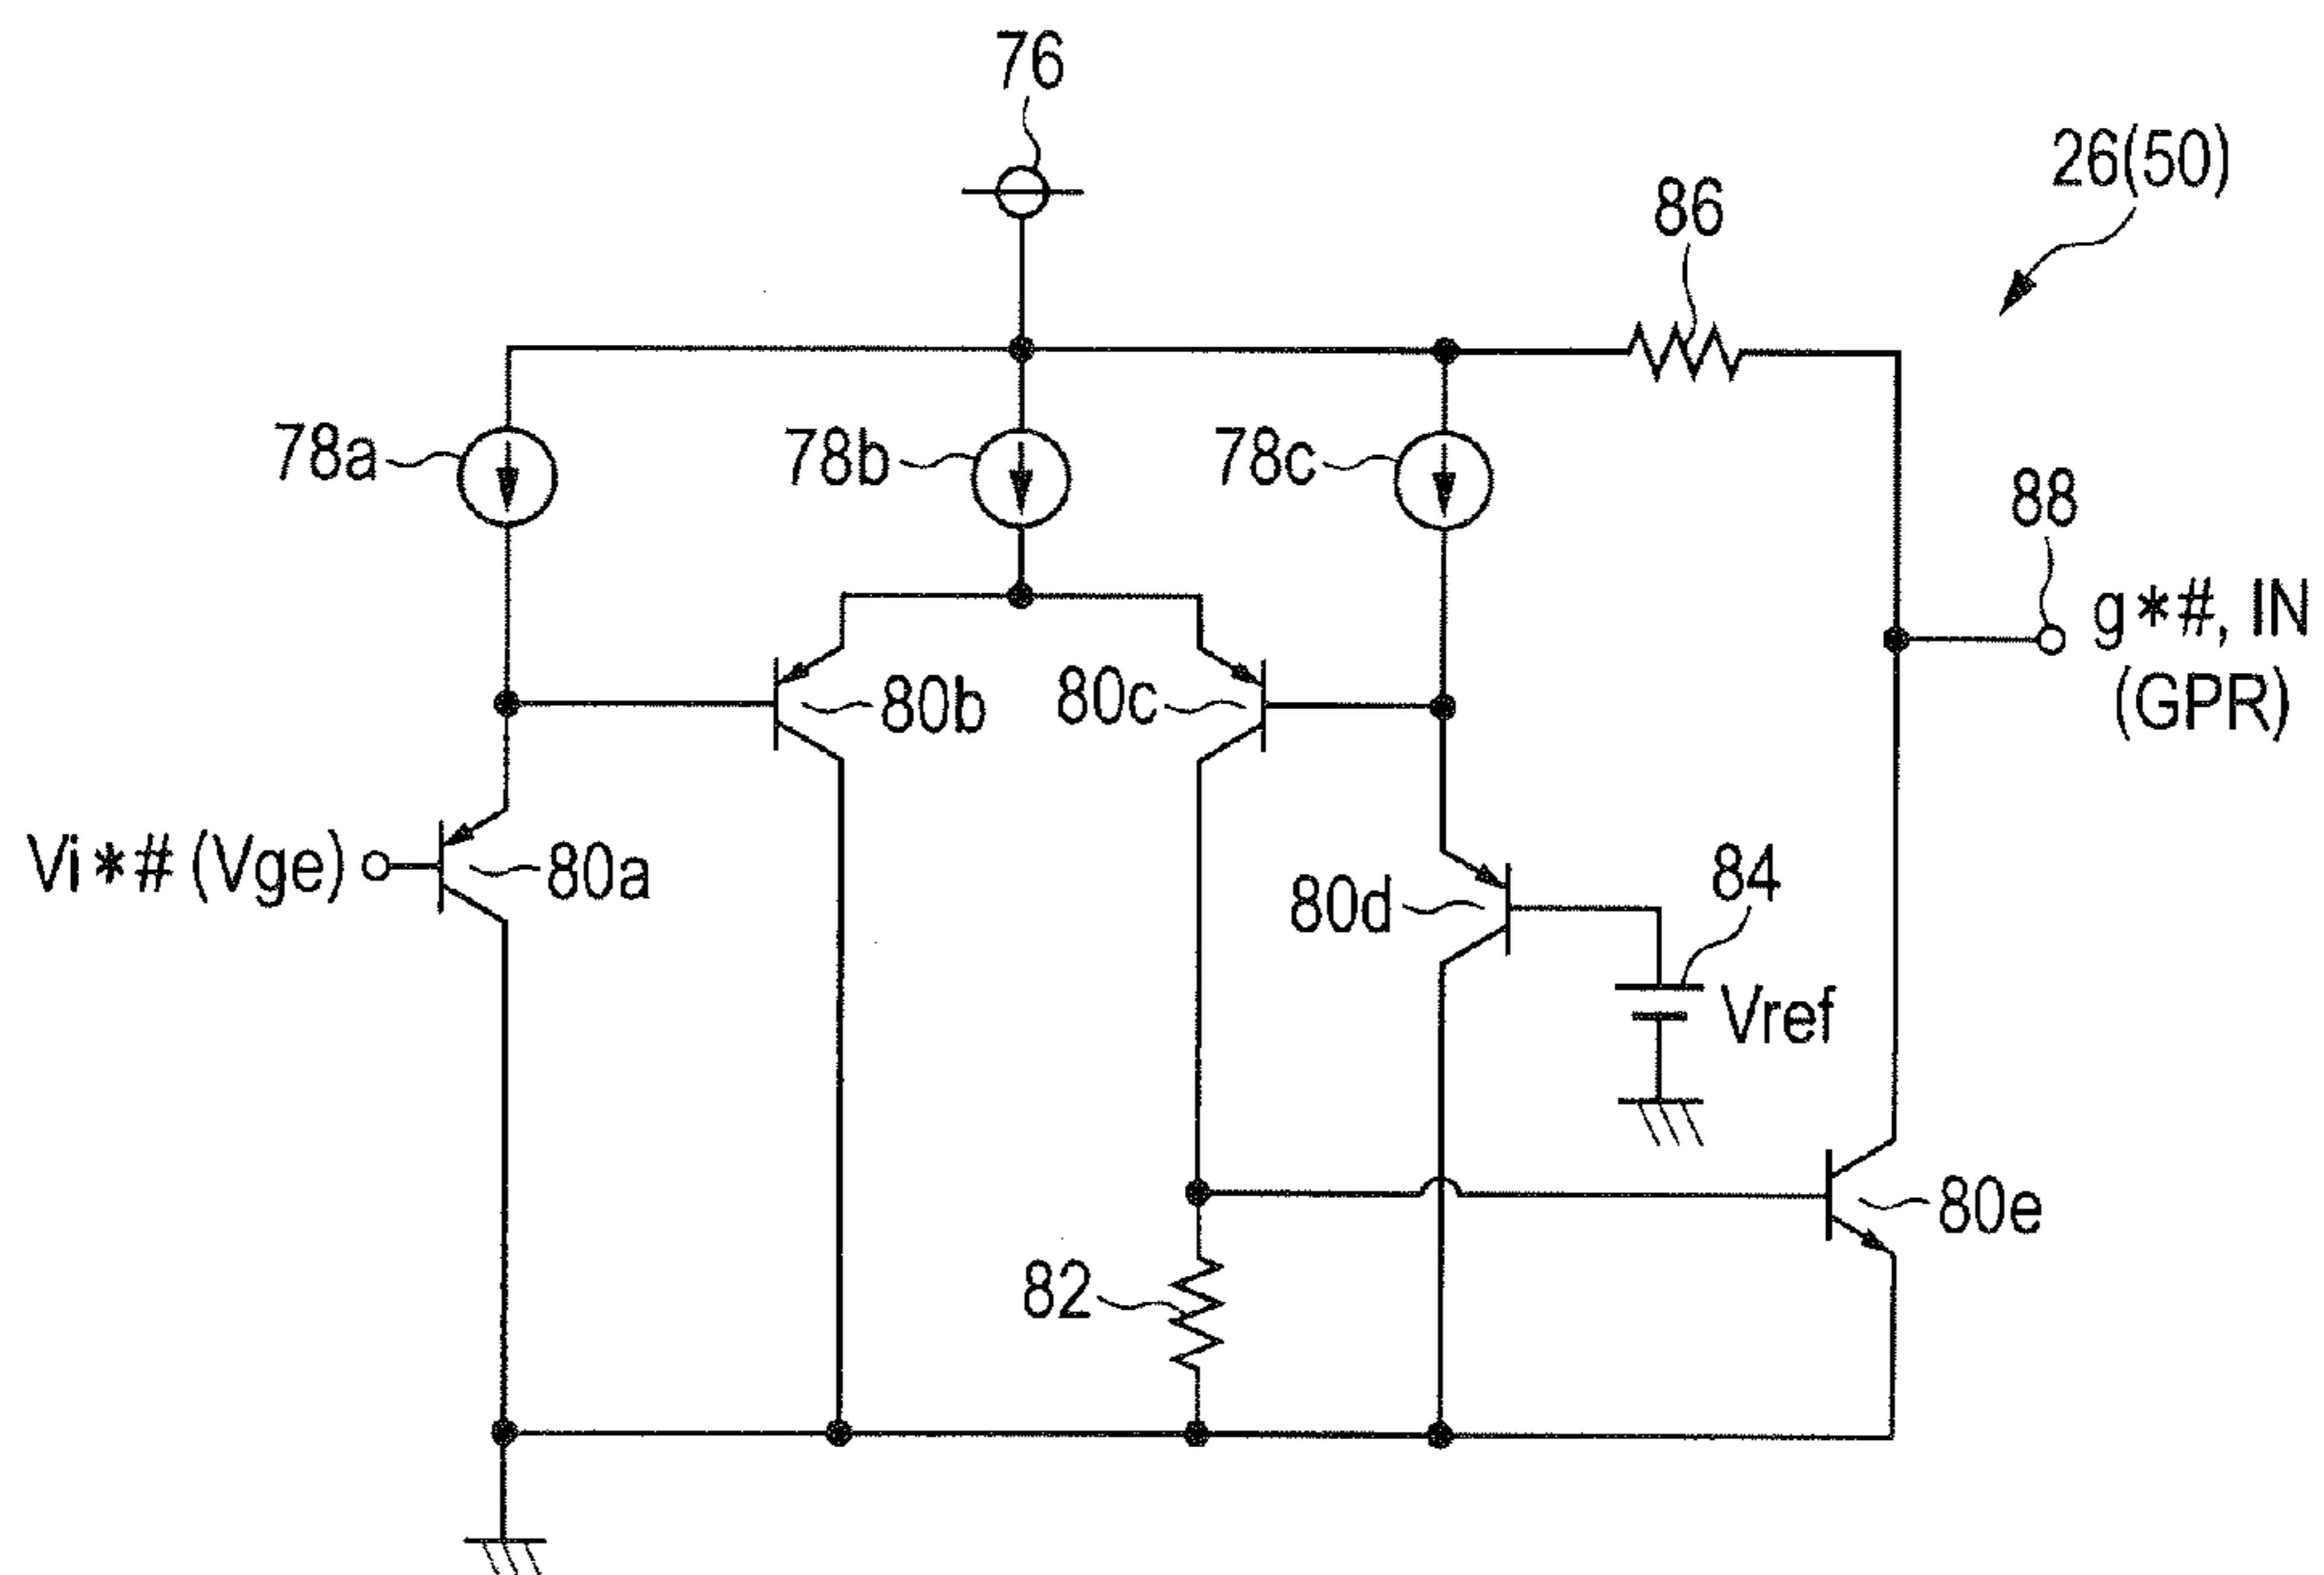 76
26(50)
86
78a
78b
78c
88
g*#, IN
(GPR)
80b
80c
Vi*# (Vge)
80a
80d
84
Vref
80e
82